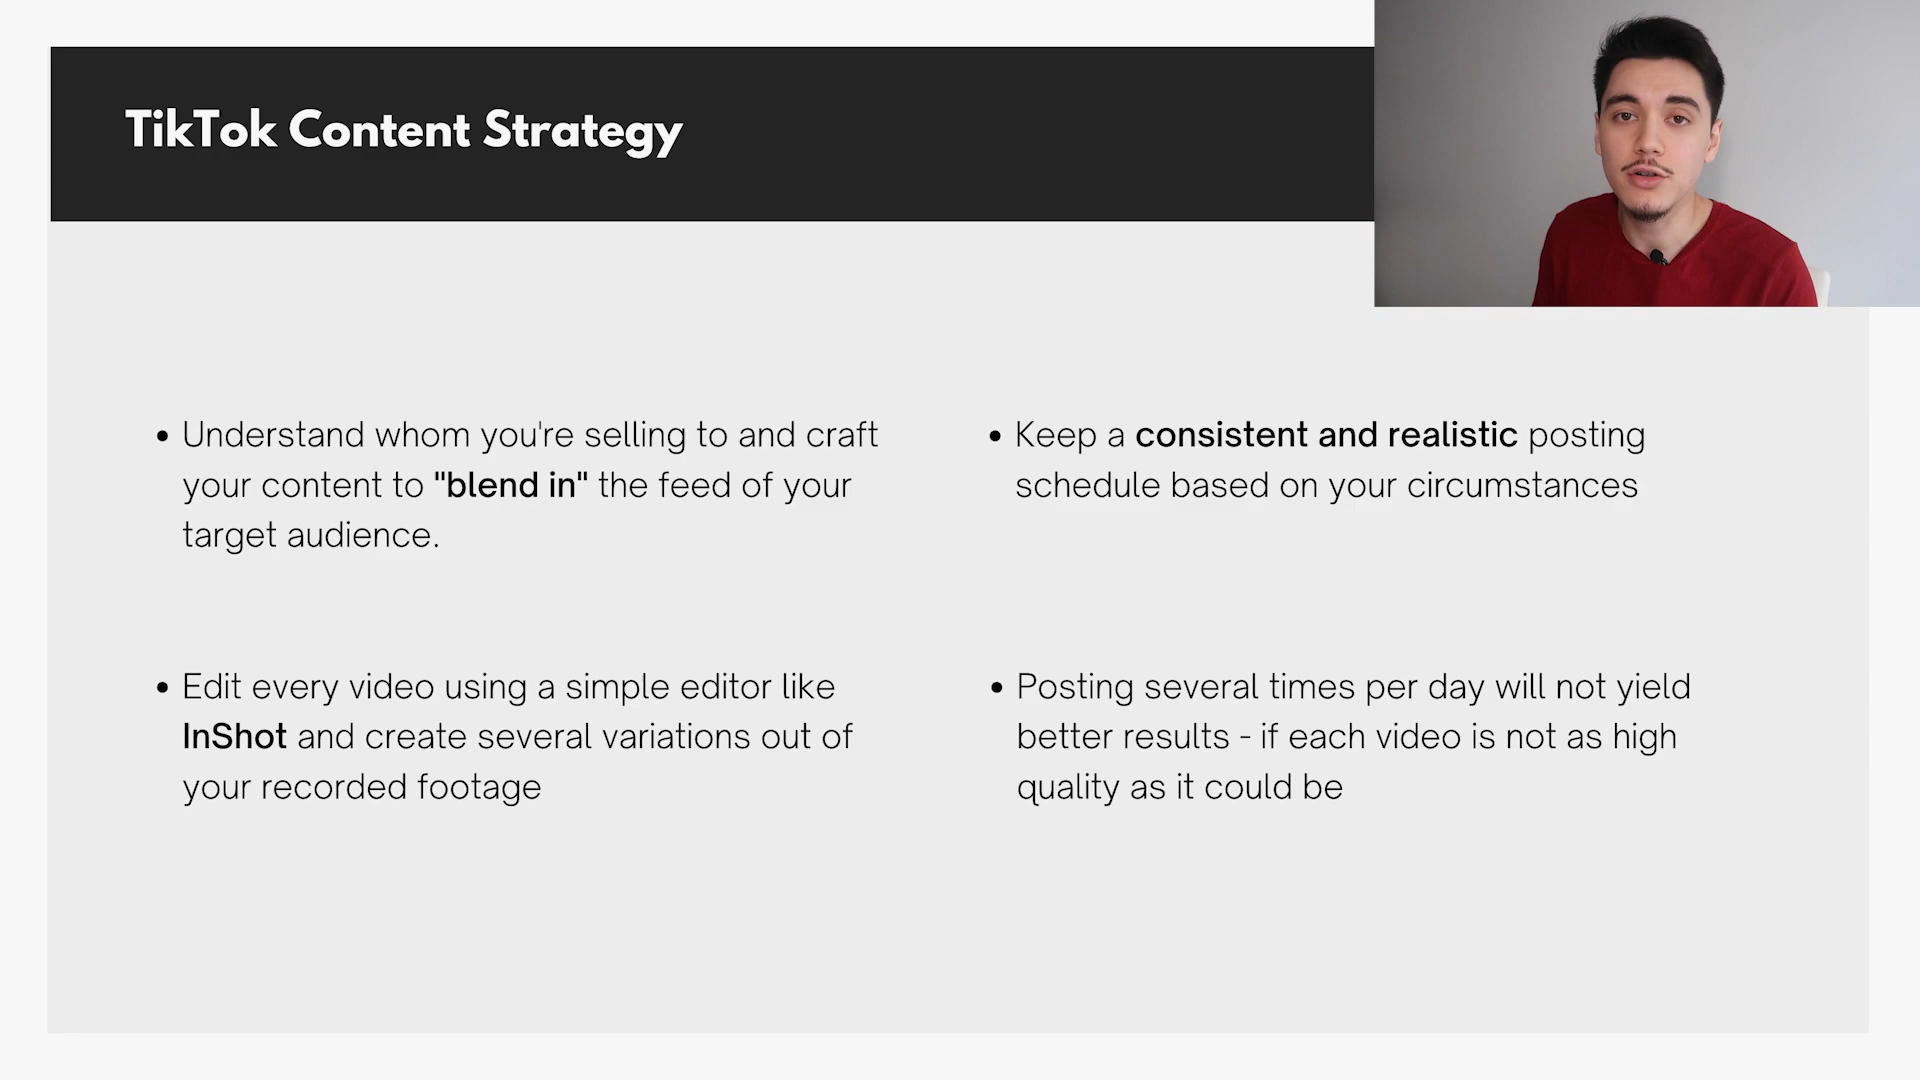 TikTok Content Strategy
• Understand whom you're selling to and craft
your content to "blend in" the feed of your
target audience.
• Edit every video using a simple editor like
InShot and create several variations out of
your recorded footage
• Keep a consistent and realistic posting
schedule based on your circumstances
• Posting several times per day will not yield
better results - if each video is not as high
quality as it could be